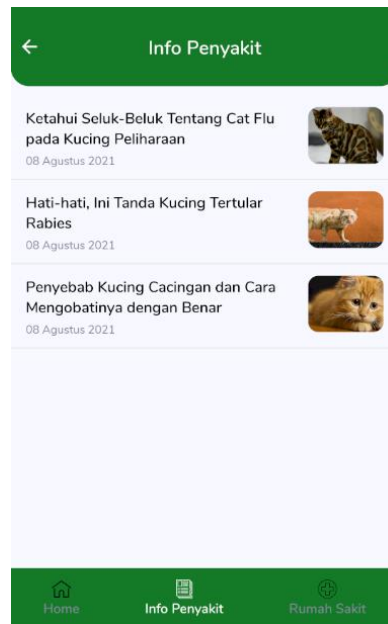 Info Penyakit
Ketahui Seluk-Beluk Tentang Cat Flu
pada Kucing Peliharaan
08 Agustus 2021
Hati-hati, Ini Tanda Kucing Tertular
Rabies
08 Agustus 2021
Penyebab Kucing Cacingan dan Cara
Mengobatinya dengan Benar
08 Agustus 2021
Home
Info Penyakit
Rumah Sakit